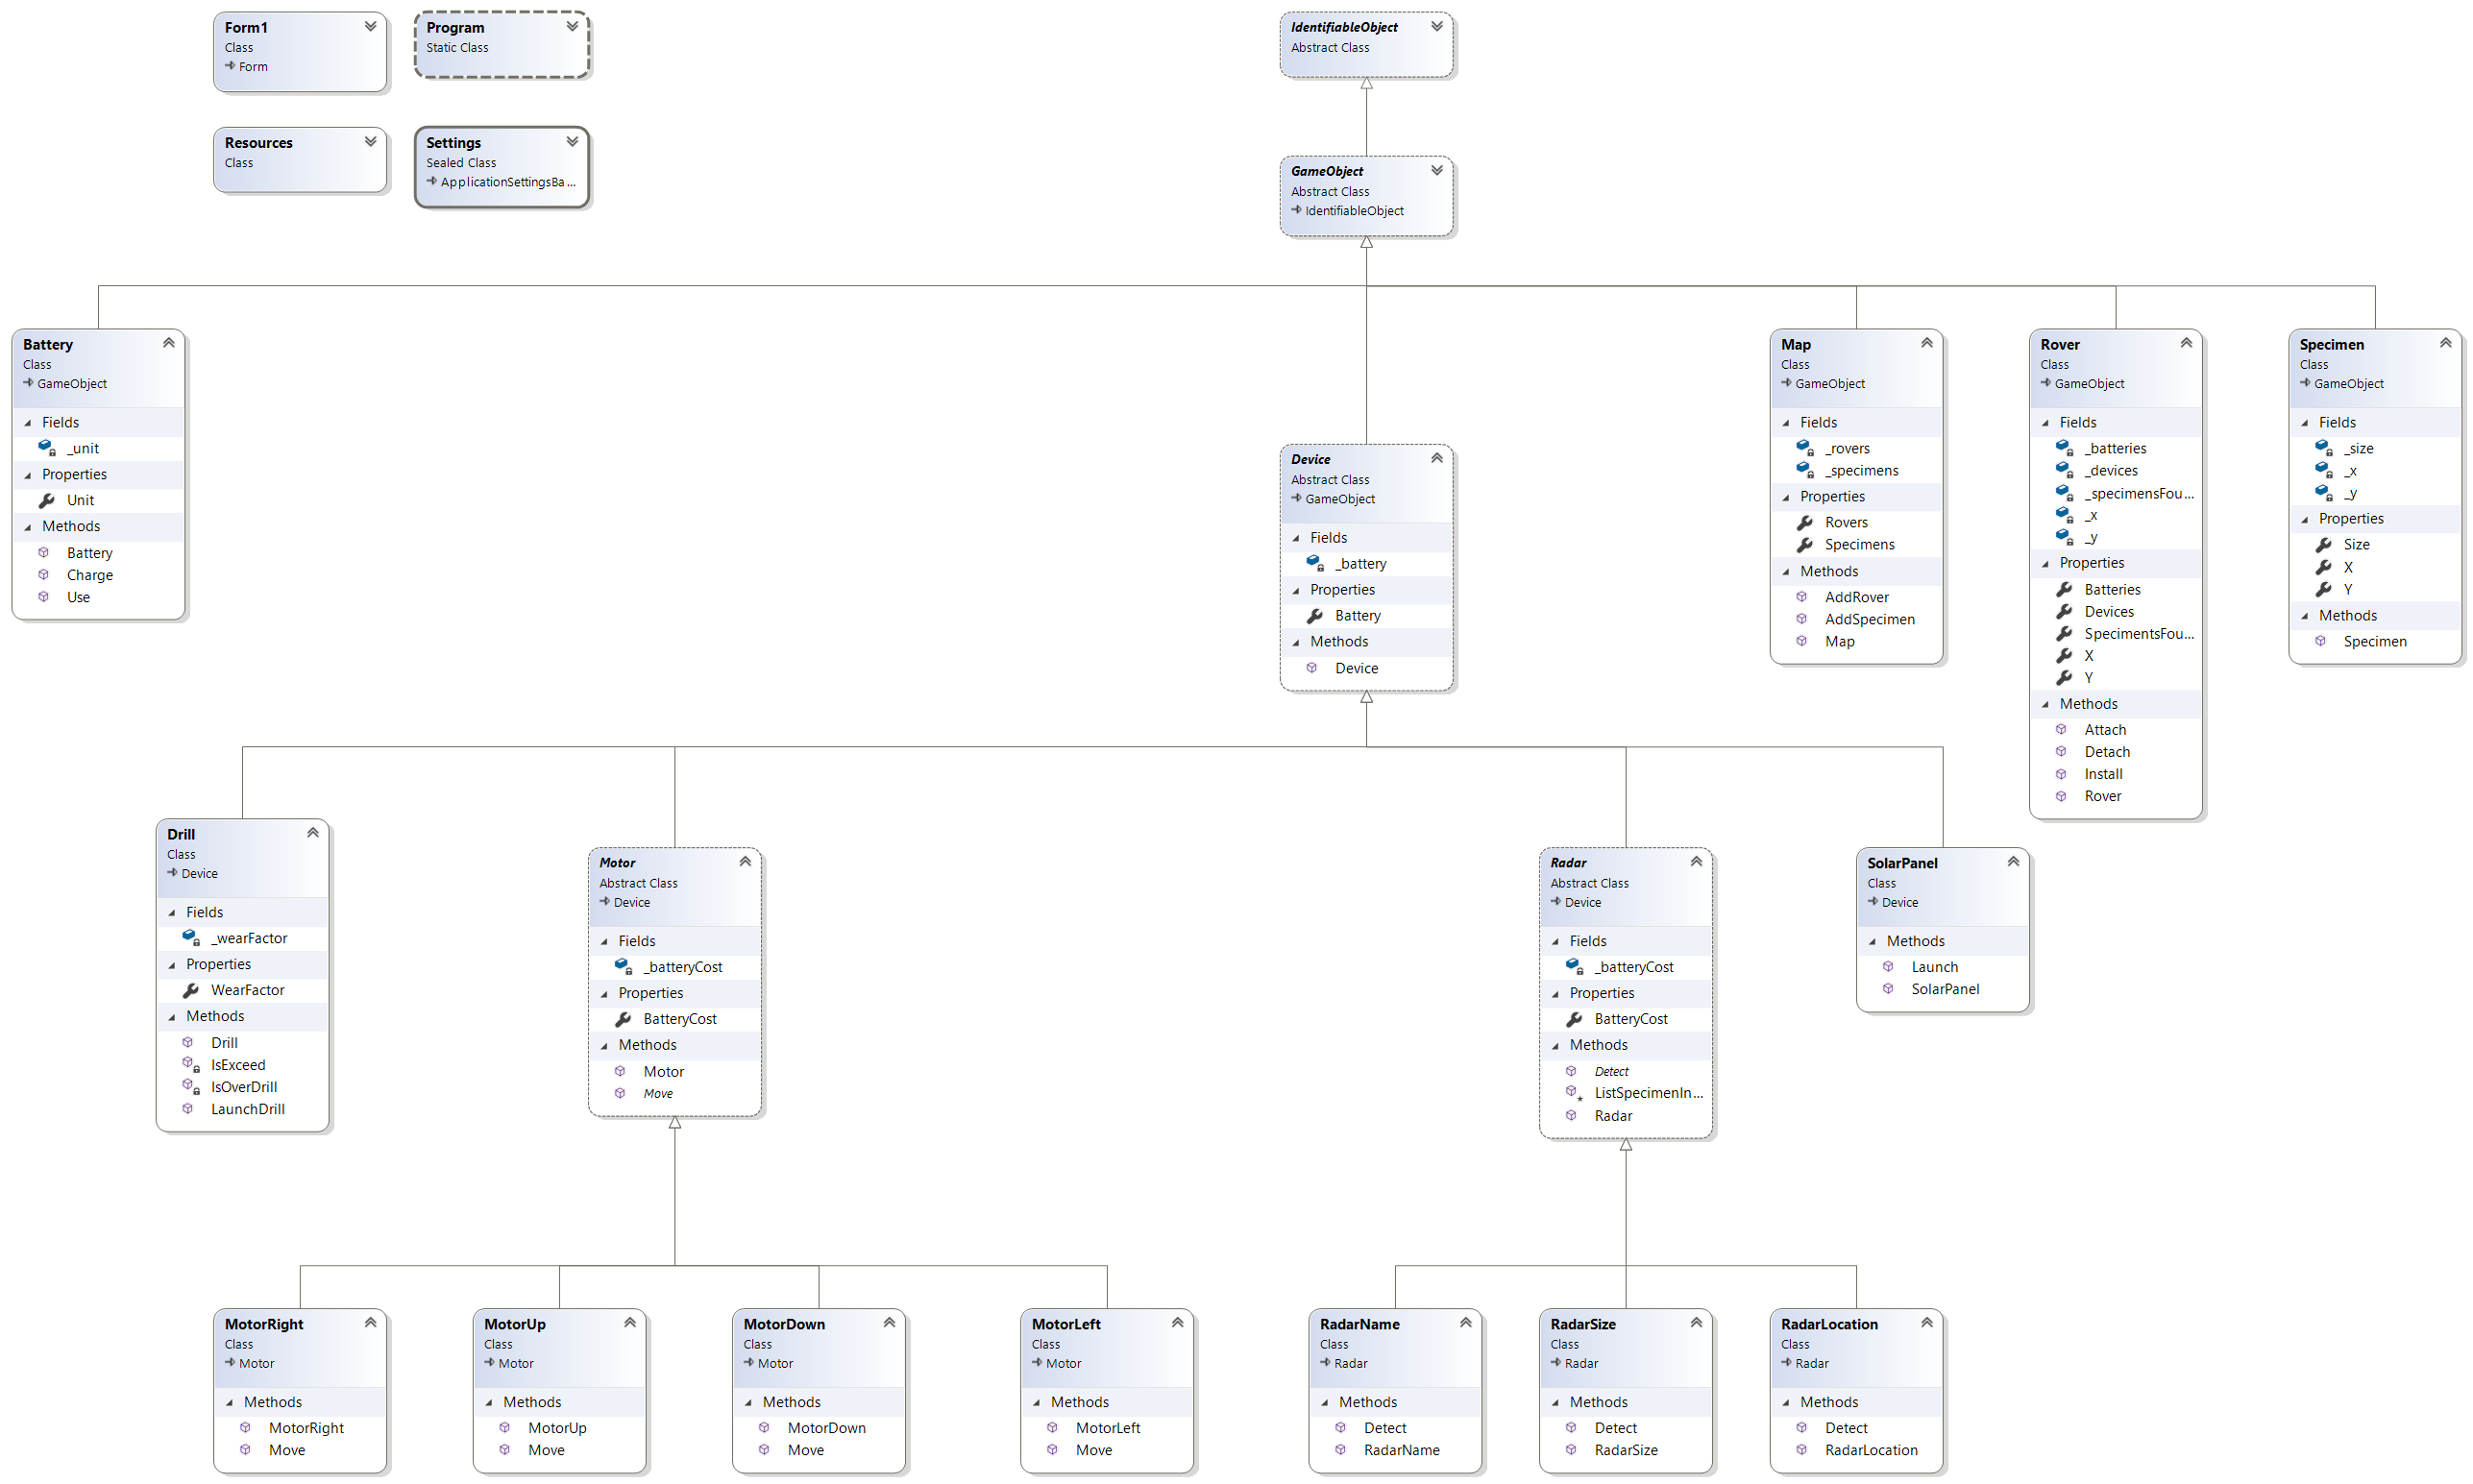 Form1
Class
Form
Program
Static Class
IdentifiableObject
Abstract Class
Resources
Class
Settings
Sealed Class
ApplicationSettingsBa...
GameObject
Abstract Class
IdentifiableObject
Battery
Class
GameObject
Fields
_unit
Properties
Unit
Methods
Battery
Charge
Use
Device
Abstract Class
GameObject
Fields
_battery
Properties
Battery
Methods
Device
Map
Class
GameObject
Fields
_rovers
_specimens
Properties
Rovers
Specimens
Methods
AddRover
AddSpecimen
Map
Rover
Class
GameObject
Fields
_batteries
_devices
_specimensFou...
_x
_y
Properties
Batteries
Devices
SpecimentsFou...
X
Y
Methods
Attach
Detach
Install
Rover
Specimen
Class
GameObject
Fields
_size
_x
_y
Properties
Size
X
Y
Methods
Specimen
Drill
Class
Device
Fields
_wearFactor
Properties
WearFactor
Methods
Drill
IsExceed
IsOverDrill
LaunchDrill
Motor
Abstract Class
Device
Fields
_batteryCost
Properties
BatteryCost
Methods
Motor
Move
Radar
Abstract Class
Device
Fields
_batteryCost
Properties
BatteryCost
Methods
Detect
ListSpecimenIn...
Radar
SolarPanel
Class
Device
Methods
Launch
SolarPanel
MotorRight
Class
Motor
Methods
MotorRight
Move
MotorUp
Class
Motor
Methods
MotorUp
Move
MotorDown
Class
Motor
Methods
MotorDown
Move
MotorLeft
Class
Motor
Methods
MotorLeft
Move
RadarName
Class
Radar
Methods
Detect
RadarName
RadarSize
Class
Radar
Methods
Detect
RadarSize
RadarLocation
Class
Radar
Methods
Detect
RadarLocation